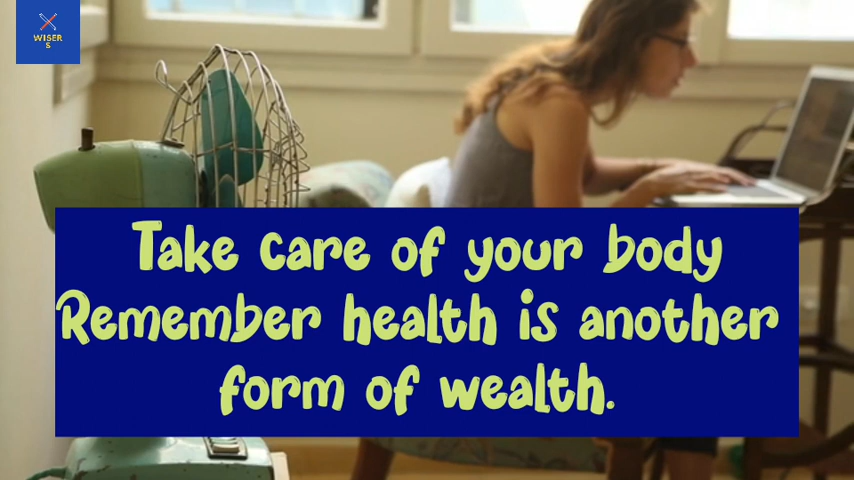 WISER
S
Take care of your body
Remember health is another
form of wealth.